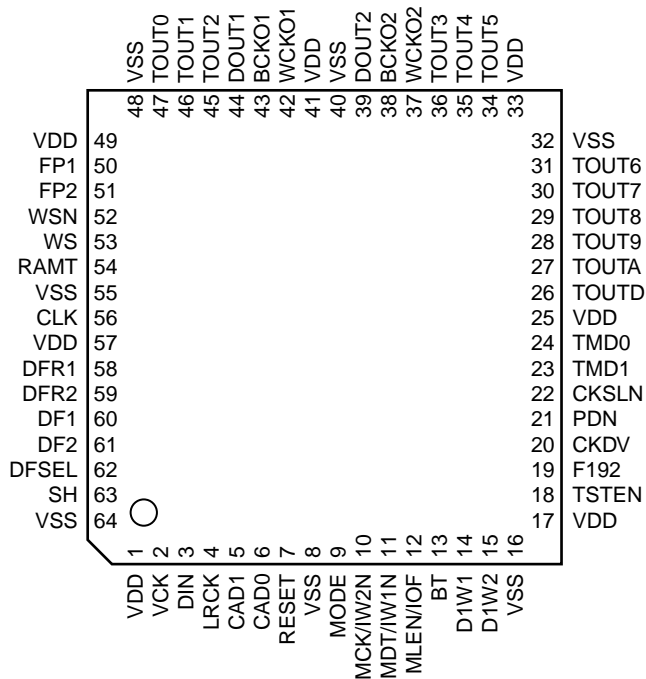 VSS TOUT0 TOUT1 TOUT2 DOUT1 BCKO1 WCKO1 VDD VSS DOUT2 BCKO2 WCKO2 TOUT3 TOUT4 TOUT5 VDD
48 47 46 45 44 43 42 41 40 39 38 37 36 35 34 33
VDD 49 32 VSS
FP1 50 31 TOUT6
FP2 51 30 TOUT7
WSN 52 29 TOUT8
WS 53 28 TOUT9
RAMT 54 27 TOUTA
VSS 55 26 TOUTD
CLK 56 25 VDD
VDD 57 24 TMD0
DFR1 58 23 TMD1
DFR2 59 22 CKSLN
DF1 60 21 PDN
DF2 61 20 CKDV
DFSEL 62 19 F192
SH 63 18 TSTEN
VSS 64 17 VDD
1 2 3 4 5 6 7 8 9 10 11 12 13 14 15 16
VDD VCK DIN LRCK CAD1 CAD0 RESET VSS MODE MCK/IW2N MDT/IW1N MLEN/IOF BT D1W1 D1W2 VSS